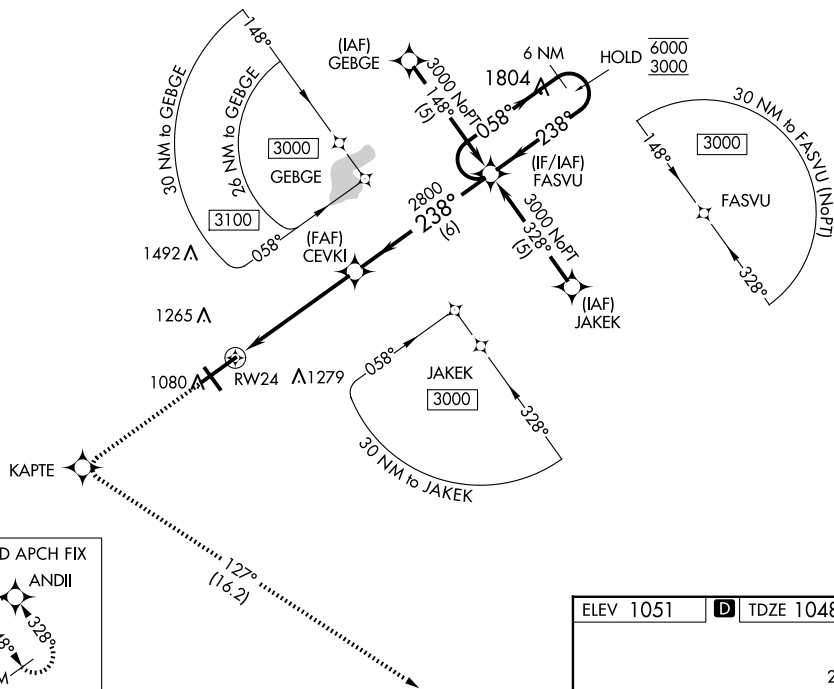 148°
30 NM to GEBGE
26 NM to GEBGE
3000
GEBGE
3100
058°
(IAF)
GEBGE
3000 NoPT
148°
(5)
6 NM
1804
HOLD
6000
3000
058°
238°
(IF/IAF)
FASVU
3000 NoPT
328°
(5)
(IAF)
JAKEK
148°
3000
FASVU
328°
30 NM to FASVU (NoPT)
2800
238°
(6)
(FAF)
CEVKI
1492
1265
1080
RW24
1279
058°
JAKEK
3000
328°
30 NM to JAKEK
KAPTE
127°
(16.2)
D APCH FIX
ANDII
328°
ELEV 1051
D
TDZE 1048
2